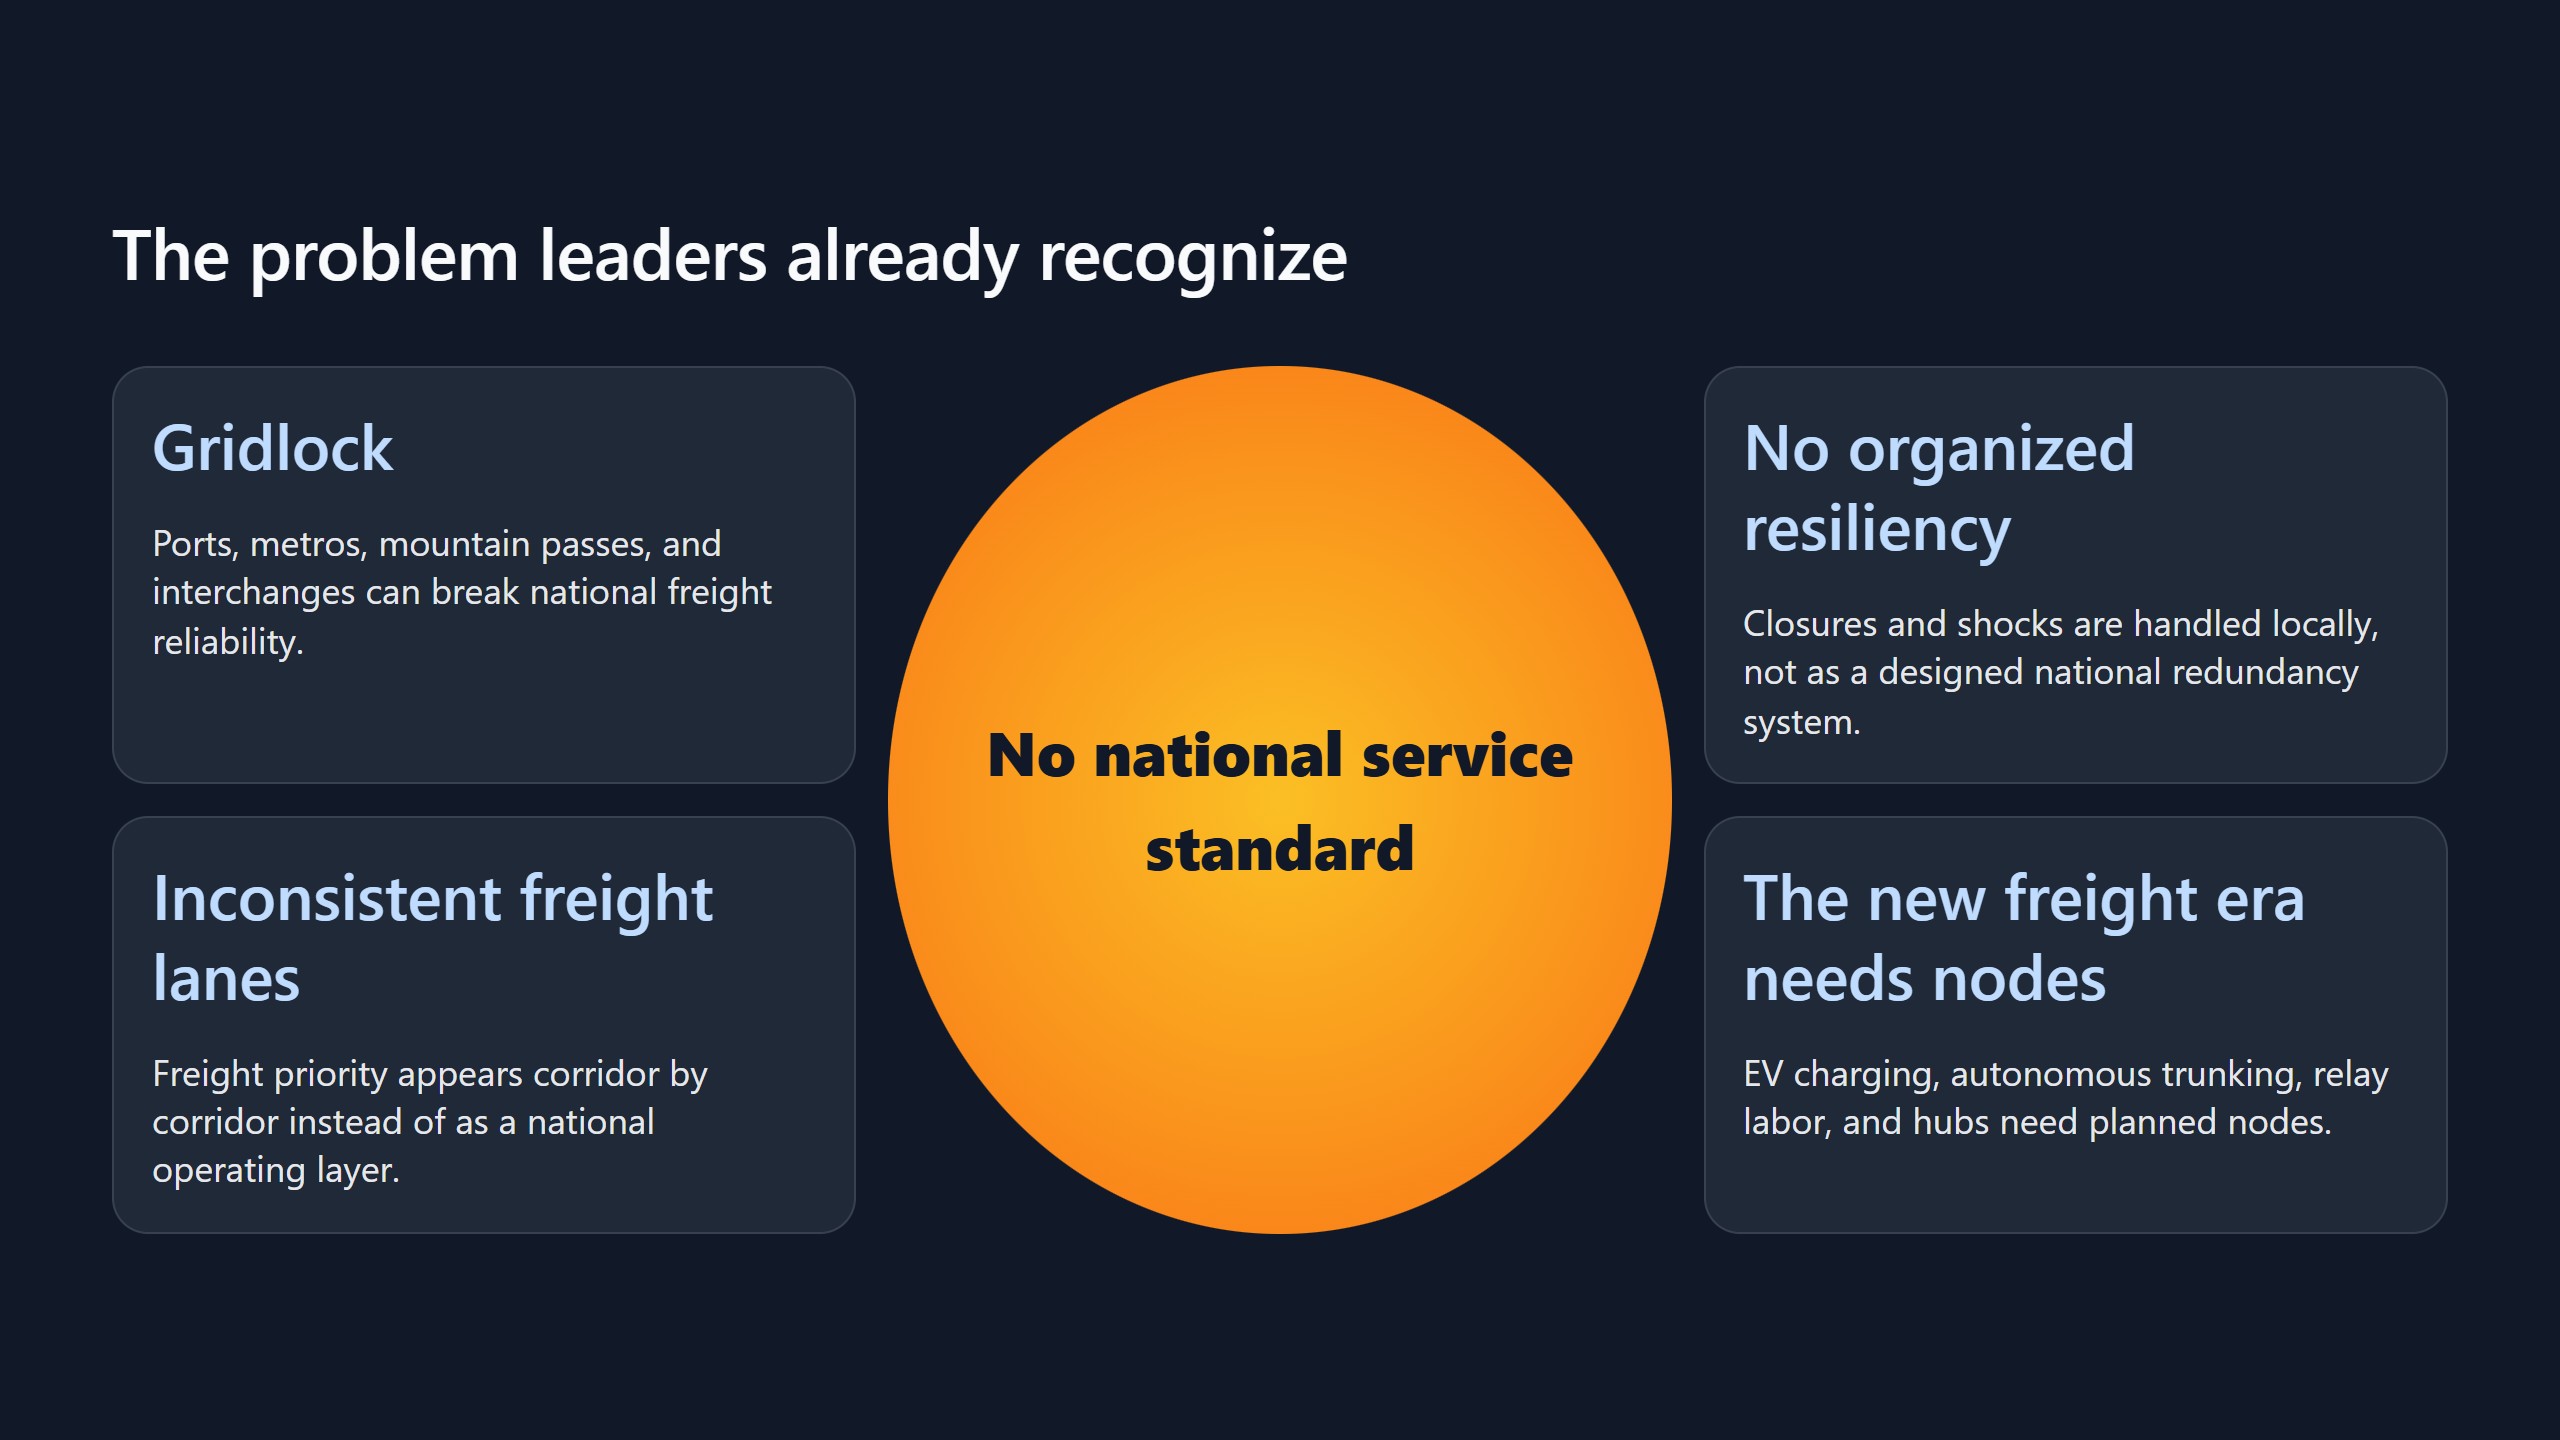 The problem leaders already recognize
Gridlock
Ports, metros, mountain passes, and
interchanges can break national freight
reliability.
Inconsistent freight
lanes
Freight priority appears corridor by
corridor instead of as a national
operating layer.
No national service
standard
No organized
resiliency
Closures and shocks are handled locally,
not as a designed national redundancy
system.
The new freight era
needs nodes
EV charging, autonomous trunking, relay
labor, and hubs need planned nodes.